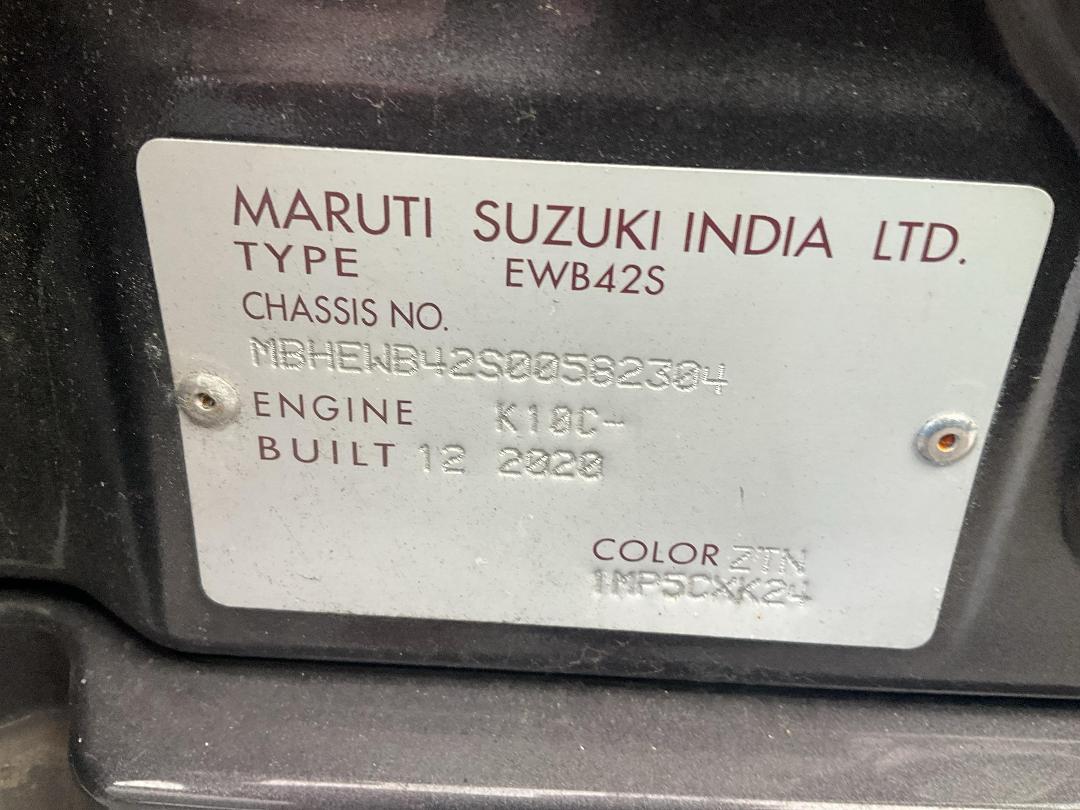 MARUTI SUZUKI INDIA LTD.
TYPE EWB42S
CHASSIS NO.
MBHEWB42S00582304
ENGINE K10C-
BUILT 12 2020
COLOR ZTN
1MP5CXK24